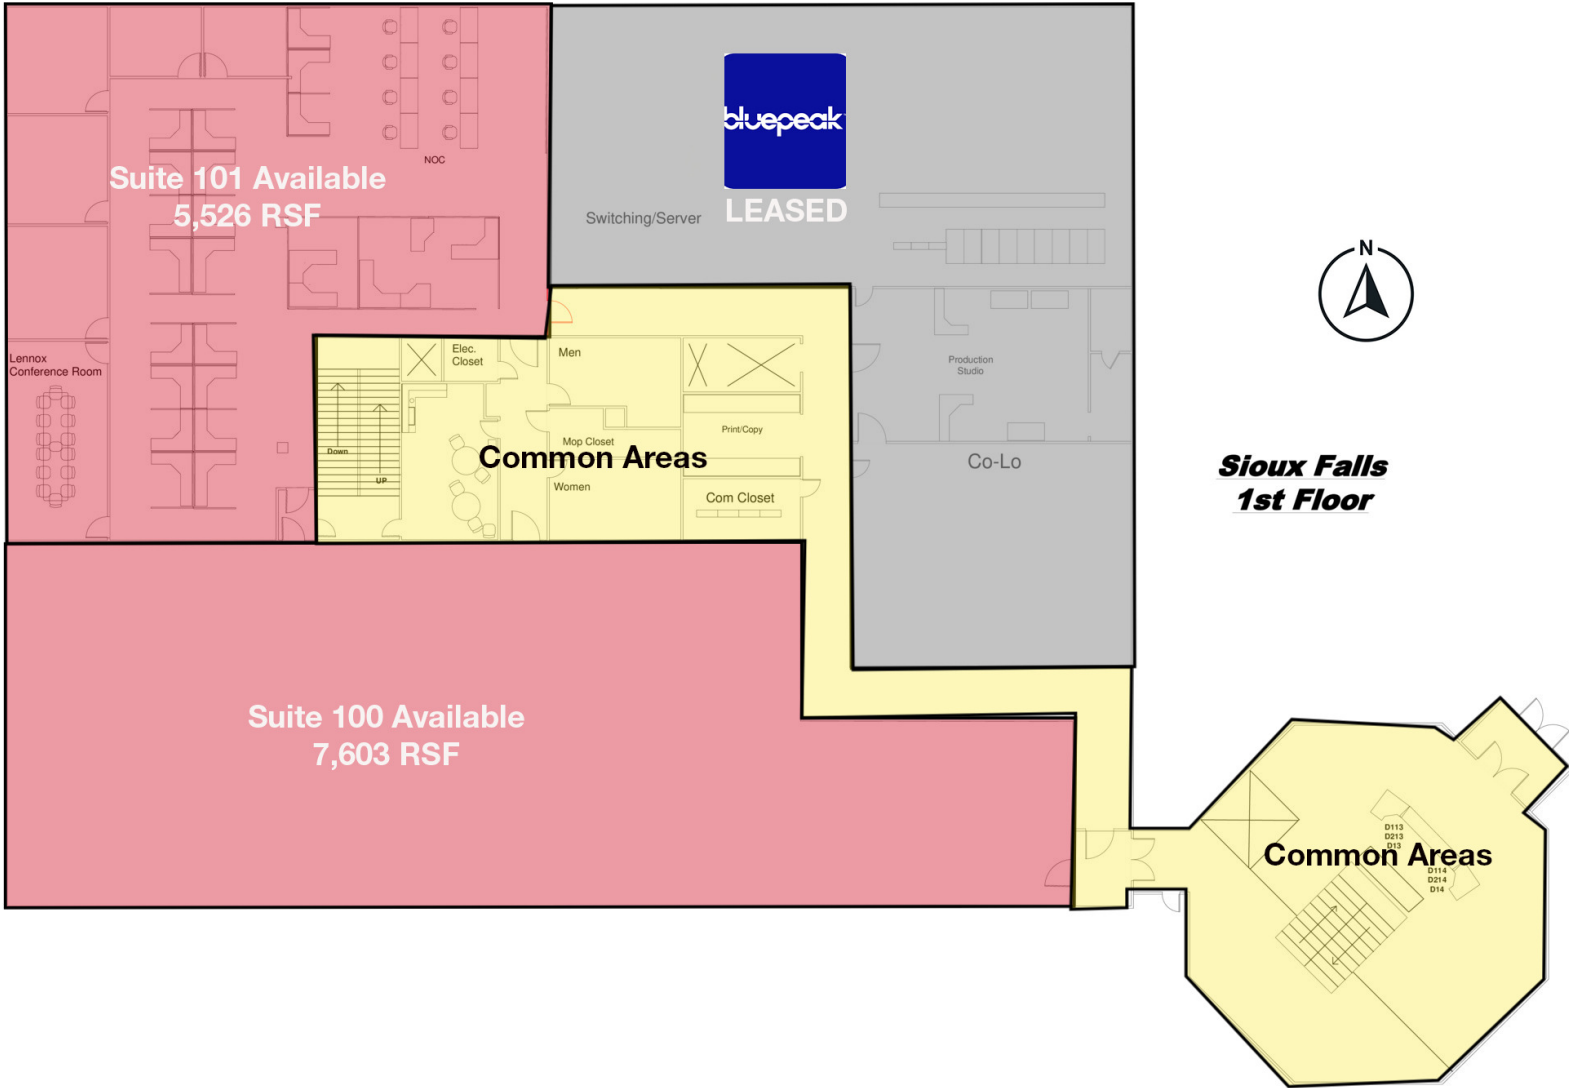 bluepeak
LEASED
NOC
Suite 101 Available
5,526 RSF
Switching/Server
N
Lennox
Conference Room
Elec.
Closet
Men
Production
Studio
Print/Copy
Mop Closet
Down
UP
Common Areas
Women
Com Closet
Co-Lo
Sioux Falls
1st Floor
Suite 100 Available
7,603 RSF
D113
D213
D13
Common Areas
D114
D214
D14